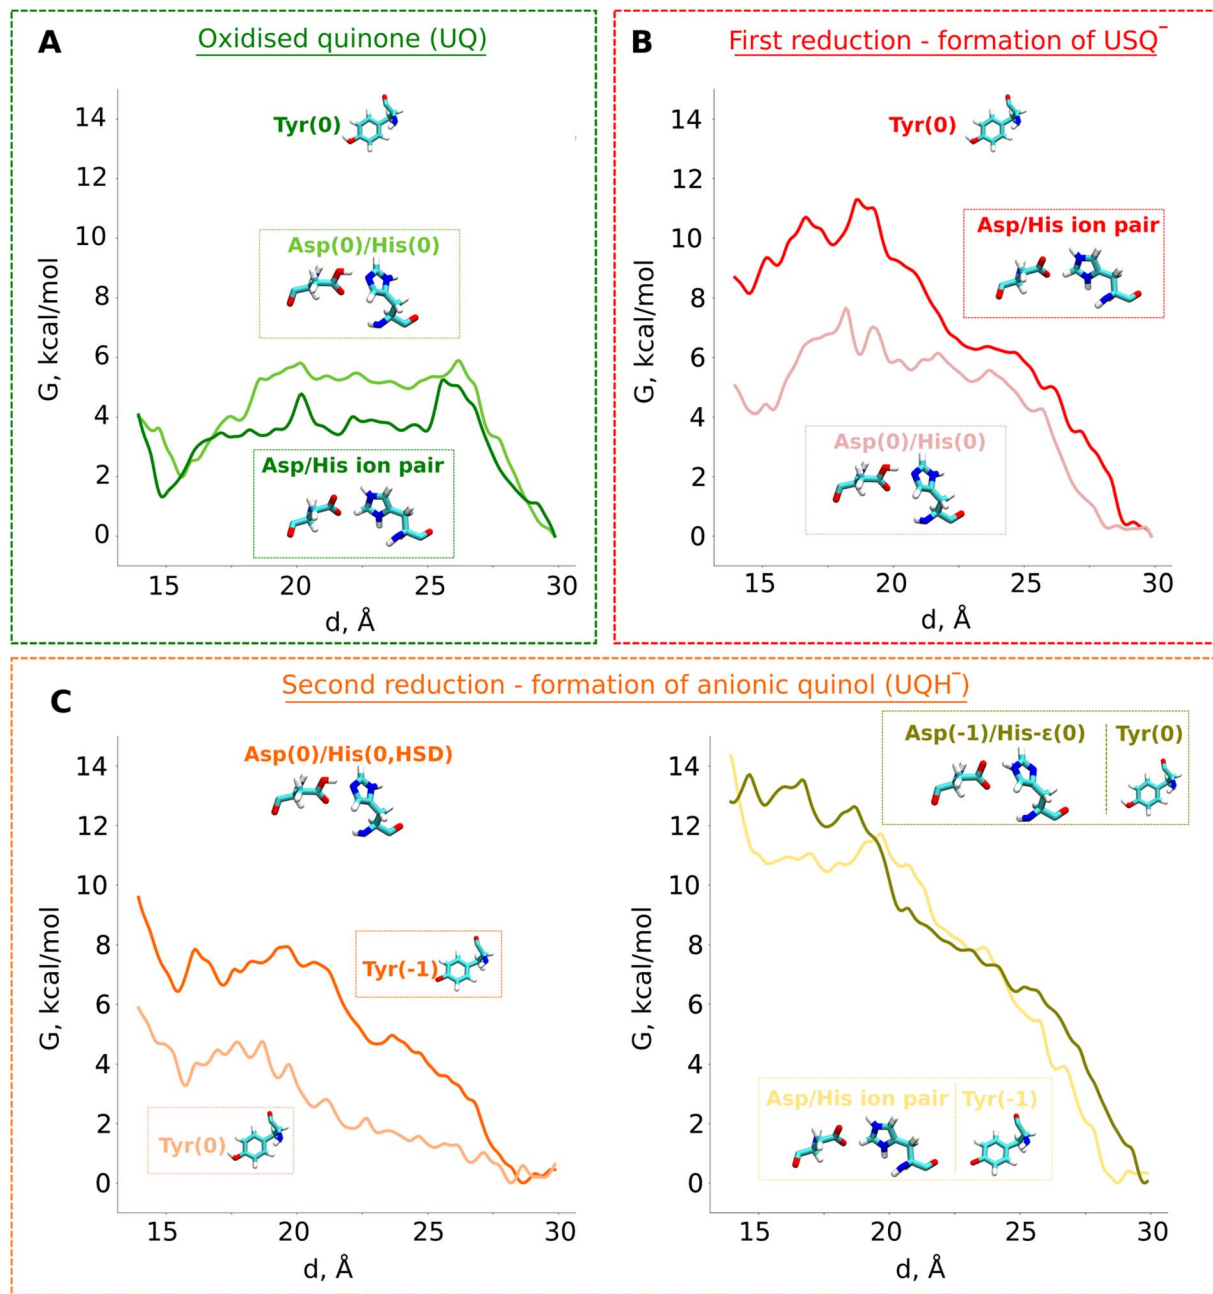 A
Oxidised quinone (UQ)
14
12
10
8
6
4
2
0
G, kcal/mol
15
20
25
30
d, Å
Tyr(0)
Asp(0)/His(0)
Asp/His ion pair
B
First reduction - formation of USQ⁻
14
12
10
8
6
4
2
0
G, kcal/mol
15
20
25
30
d, Å
Tyr(0)
Asp/His ion pair
Asp(0)/His(0)
C
Second reduction - formation of anionic quinol (UQH⁻)
14
12
10
8
6
4
2
0
G, kcal/mol
15
20
25
30
d, Å
Asp(0)/His(0,HSD)
Tyr(-1)
Tyr(0)
14
12
10
8
6
4
2
0
G, kcal/mol
15
20
25
30
d, Å
Asp(-1)/His-ε(0) Tyr(0)
Asp/His ion pair Tyr(-1)